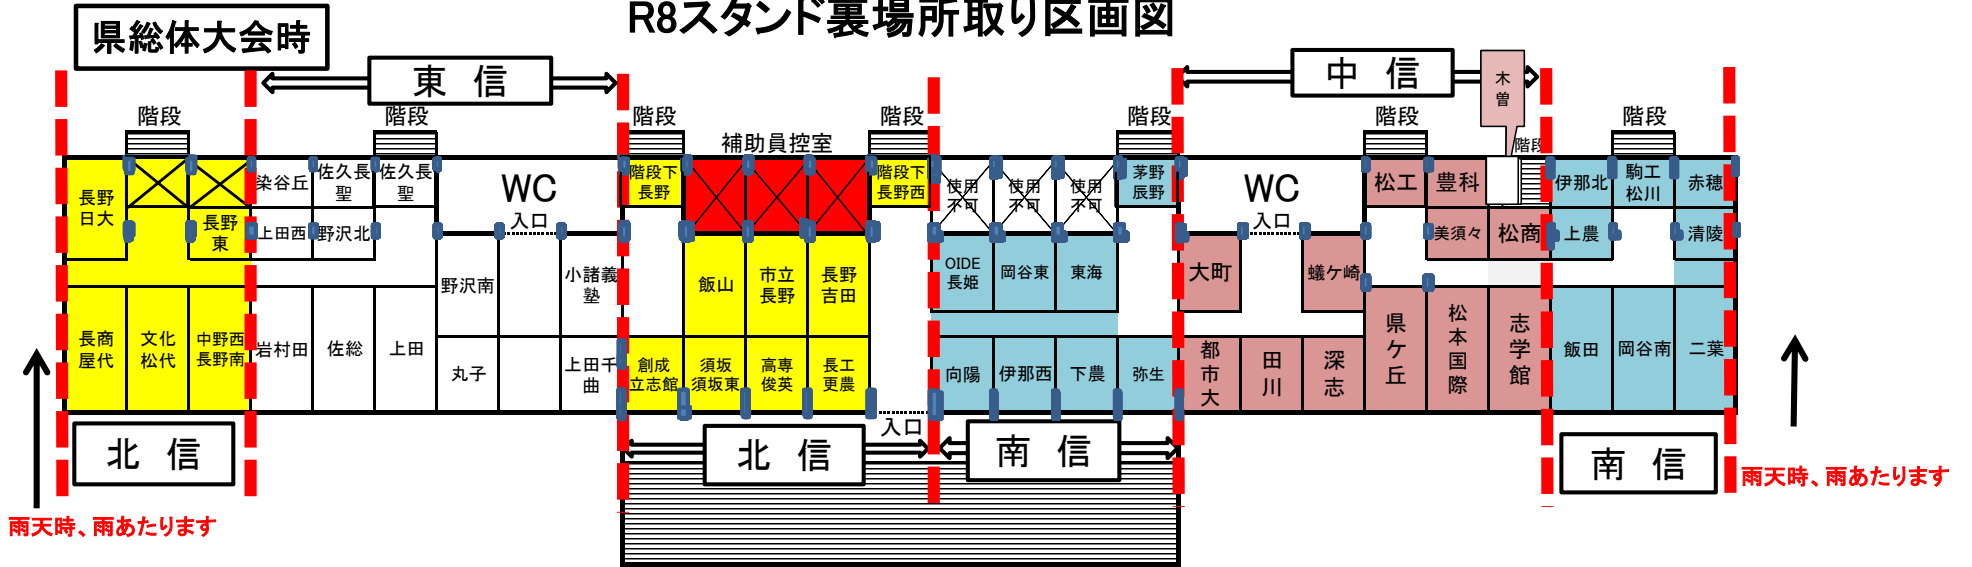 R8スタンド裏場所取り区画図
県総体大会時
東 信
中 信
木
曽
階段
階段
階段
階段
階段
階段
階段
階段
補助員控室
長野
日大
長野
東
長商
屋代
文化
松代
中野西
長野南
染谷丘
佐久長
聖
佐久長
聖
上田西
野沢北
岩村田
佐総
上田
WC
入口
野沢南
小諸義
塾
丸子
上田千
曲
階段下
長野
階段下
長野西
飯山
市立
長野
長野
吉田
創成
立志館
須坂
須坂東
高専
俊英
長工
更農
入口
使用
不可
使用
不可
使用
不可
茅野
辰野
OIDE
長姫
岡谷東
東海
向陽
伊那西
下農
弥生
WC
入口
大町
蟻ケ崎
都
市
大
田
川
深
志
松工
豊科
美須々
松商
県
ケ
丘
松
本
国
際
志
学
館
伊那北
駒工
松川
赤穂
上農
清陵
飯田
岡谷南
二葉
北 信
北 信
南 信
南 信
雨天時、雨あたります
雨天時、雨あたります